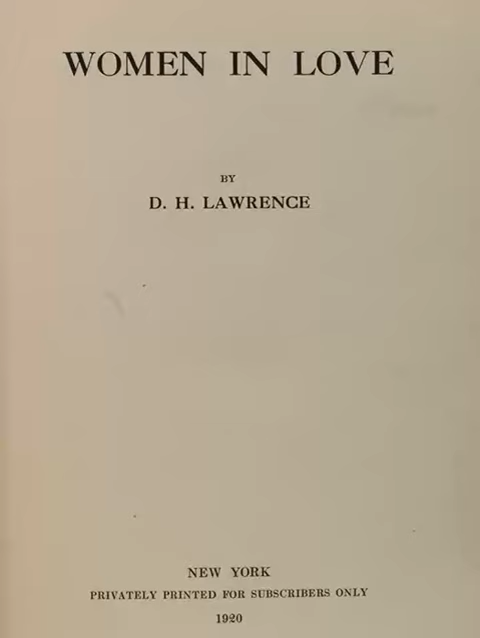 WOMEN IN LOVE
BY
D. H. LAWRENCE
NEW YORK
PRIVATELY PRINTED FOR SUBSCRIBERS ONLY
1920